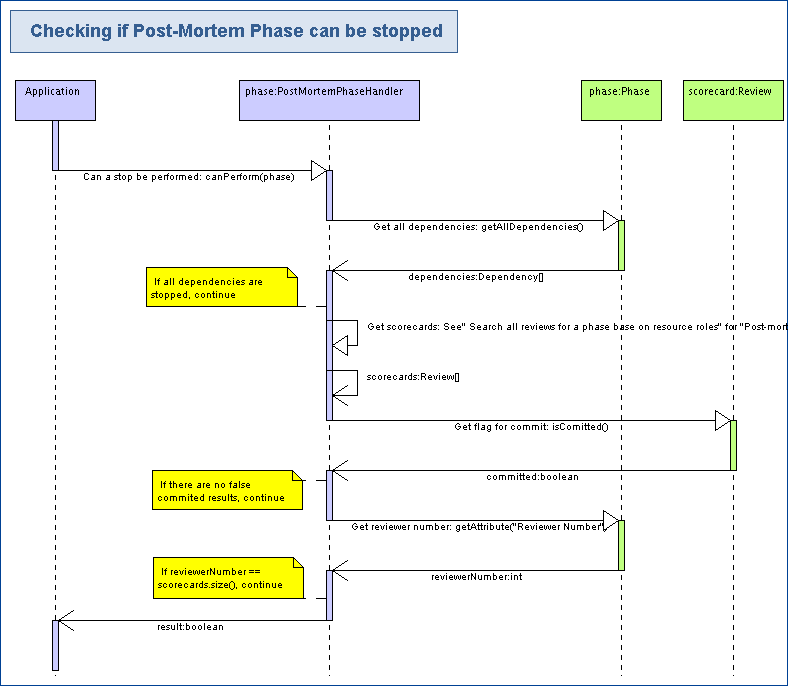 Checking if Post-Mortem Phase can be stopped
Application
phase:PostMortemPhaseHandler
phase:Phase
scorecard:Review
Can a stop be performed: canPerform(phase)
Get all dependencies: getAllDependencies()
dependencies:Dependency[]
If all dependencies are
stopped, continue
Get scorecards: See" Search all reviews for a phase base on resource roles" for "Post-mort
scorecards:Review[]
Get flag for commit: isComitted()
committed:boolean
If there are no false
commited results, continue
Get reviewer number: getAttribute("Reviewer Number"
reviewerNumber:int
If reviewerNumber ==
scorecards.size(), continue
result:boolean